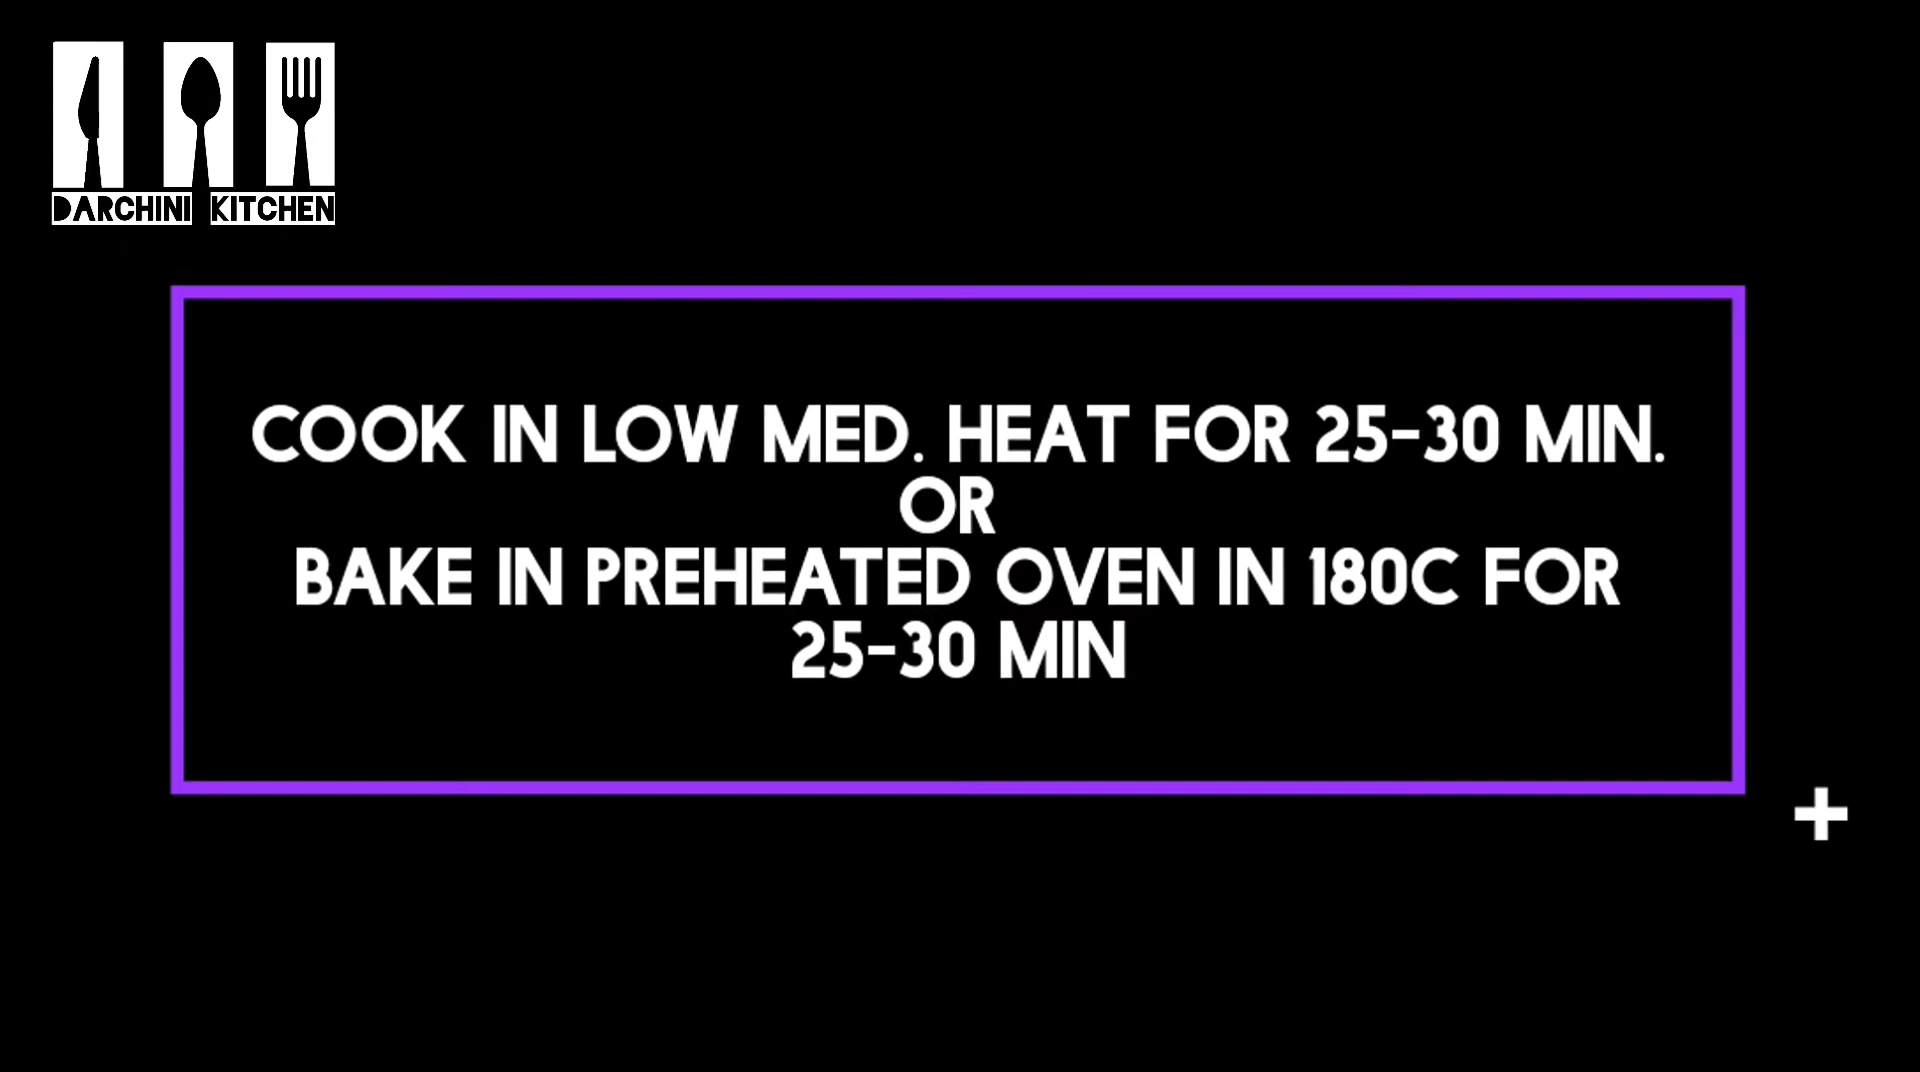 DARCHINI KITCHEN
COOK IN LOW MED. HEAT FOR 25-30 MIN.
OR
BAKE IN PREHEATED OVEN IN 180C FOR
25-30 MIN
+